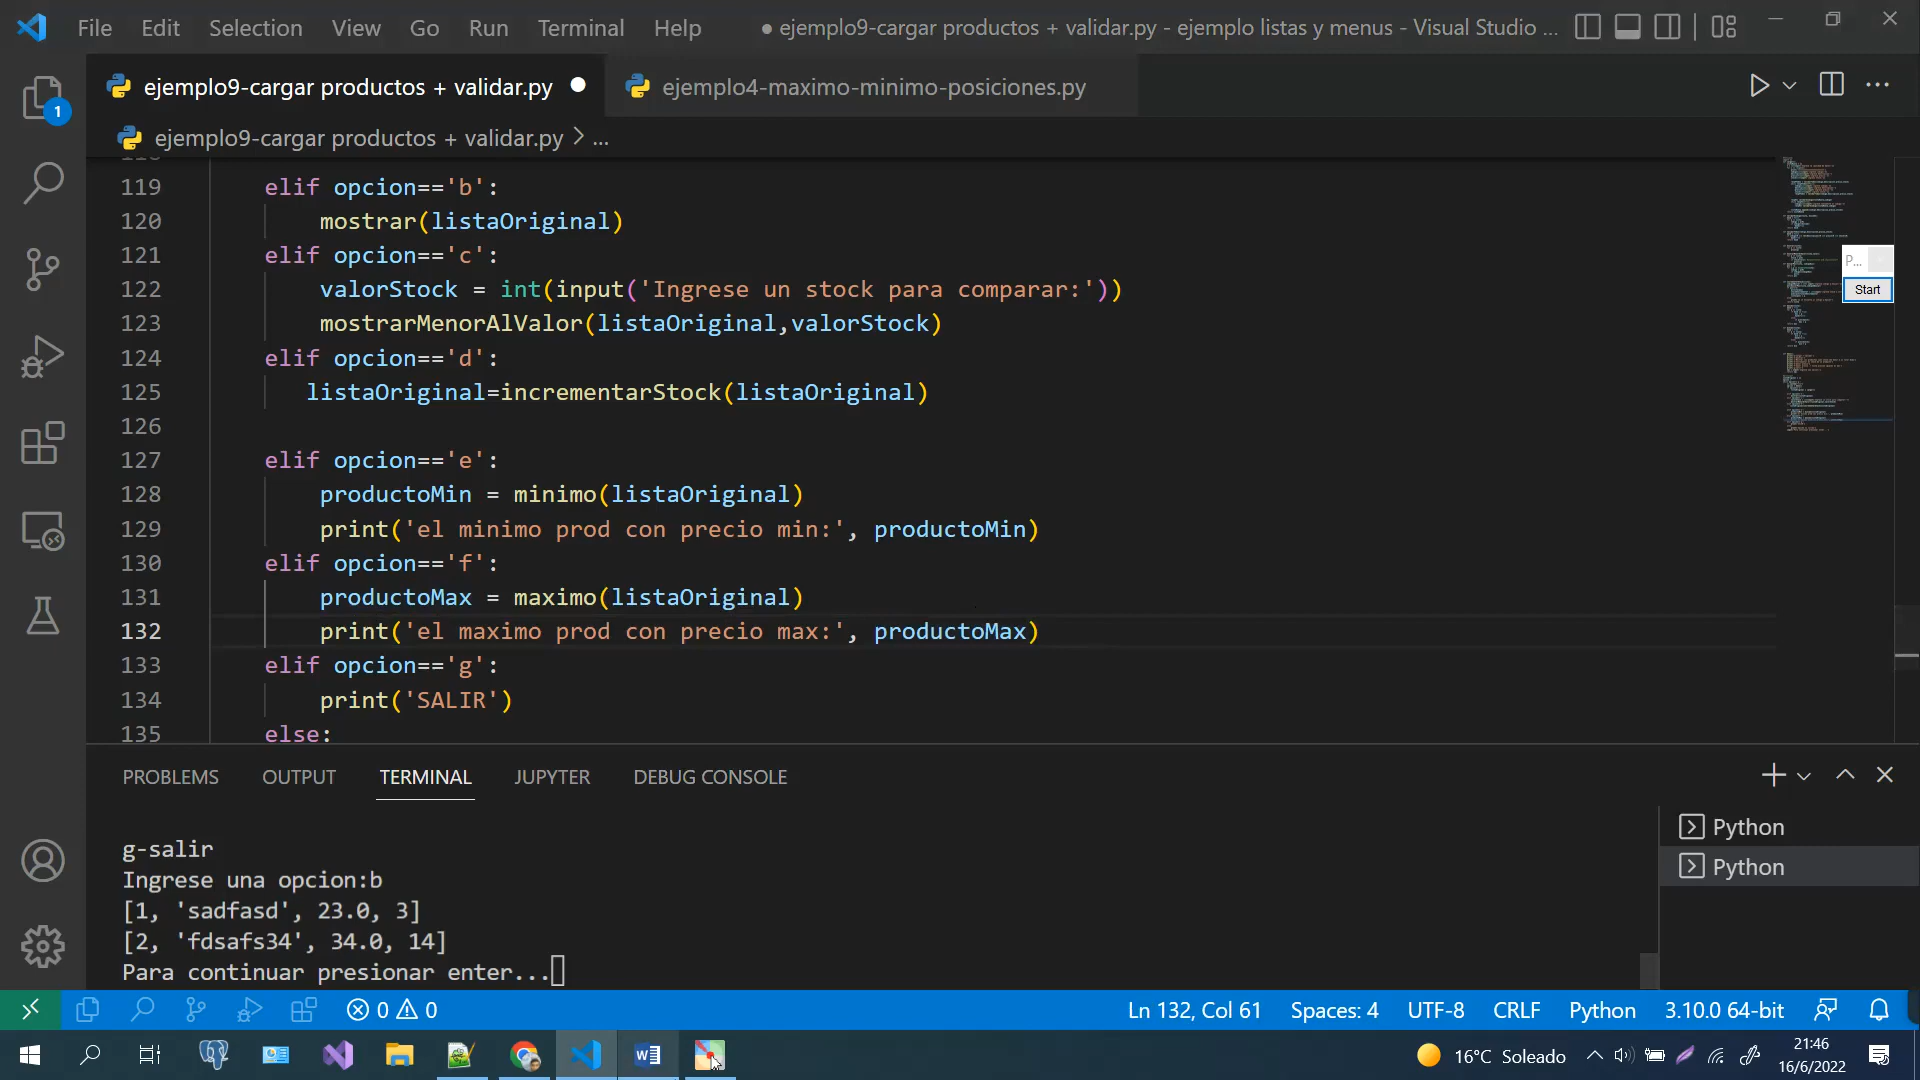 File Edit Selection View Go Run Terminal Help
● ejemplo9-cargar productos + validar.py - ejemplo listas y menus - Visual Studio ...
ejemplo9-cargar productos + validar.py
ejemplo4-maximo-minimo-posiciones.py
1
ejemplo9-cargar productos + validar.py > ...
119 elif opcion=='b':
120 mostrar(listaOriginal)
121 elif opcion=='c':
122 valorStock = int(input('Ingrese un stock para comparar:'))
123 mostrarMenorAlValor(listaOriginal,valorStock)
124 elif opcion=='d':
125 listaOriginal=incrementarStock(listaOriginal)
126
127 elif opcion=='e':
128 productoMin = minimo(listaOriginal)
129 print('el minimo prod con precio min:', productoMin)
130 elif opcion=='f':
131 productoMax = maximo(listaOriginal)
132 print('el maximo prod con precio max:', productoMax)
133 elif opcion=='g':
134 print('SALIR')
135 else:
P...
Start
PROBLEMS OUTPUT TERMINAL JUPYTER DEBUG CONSOLE
g-salir
Ingrese una opcion:b
[1, 'sadfasd', 23.0, 3]
[2, 'fdsafs34', 34.0, 14]
Para continuar presionar enter...
Python
Python
0 0
Ln 132, Col 61 Spaces: 4 UTF-8 CRLF Python 3.10.0 64-bit
16°C Soleado
21:46
16/6/2022